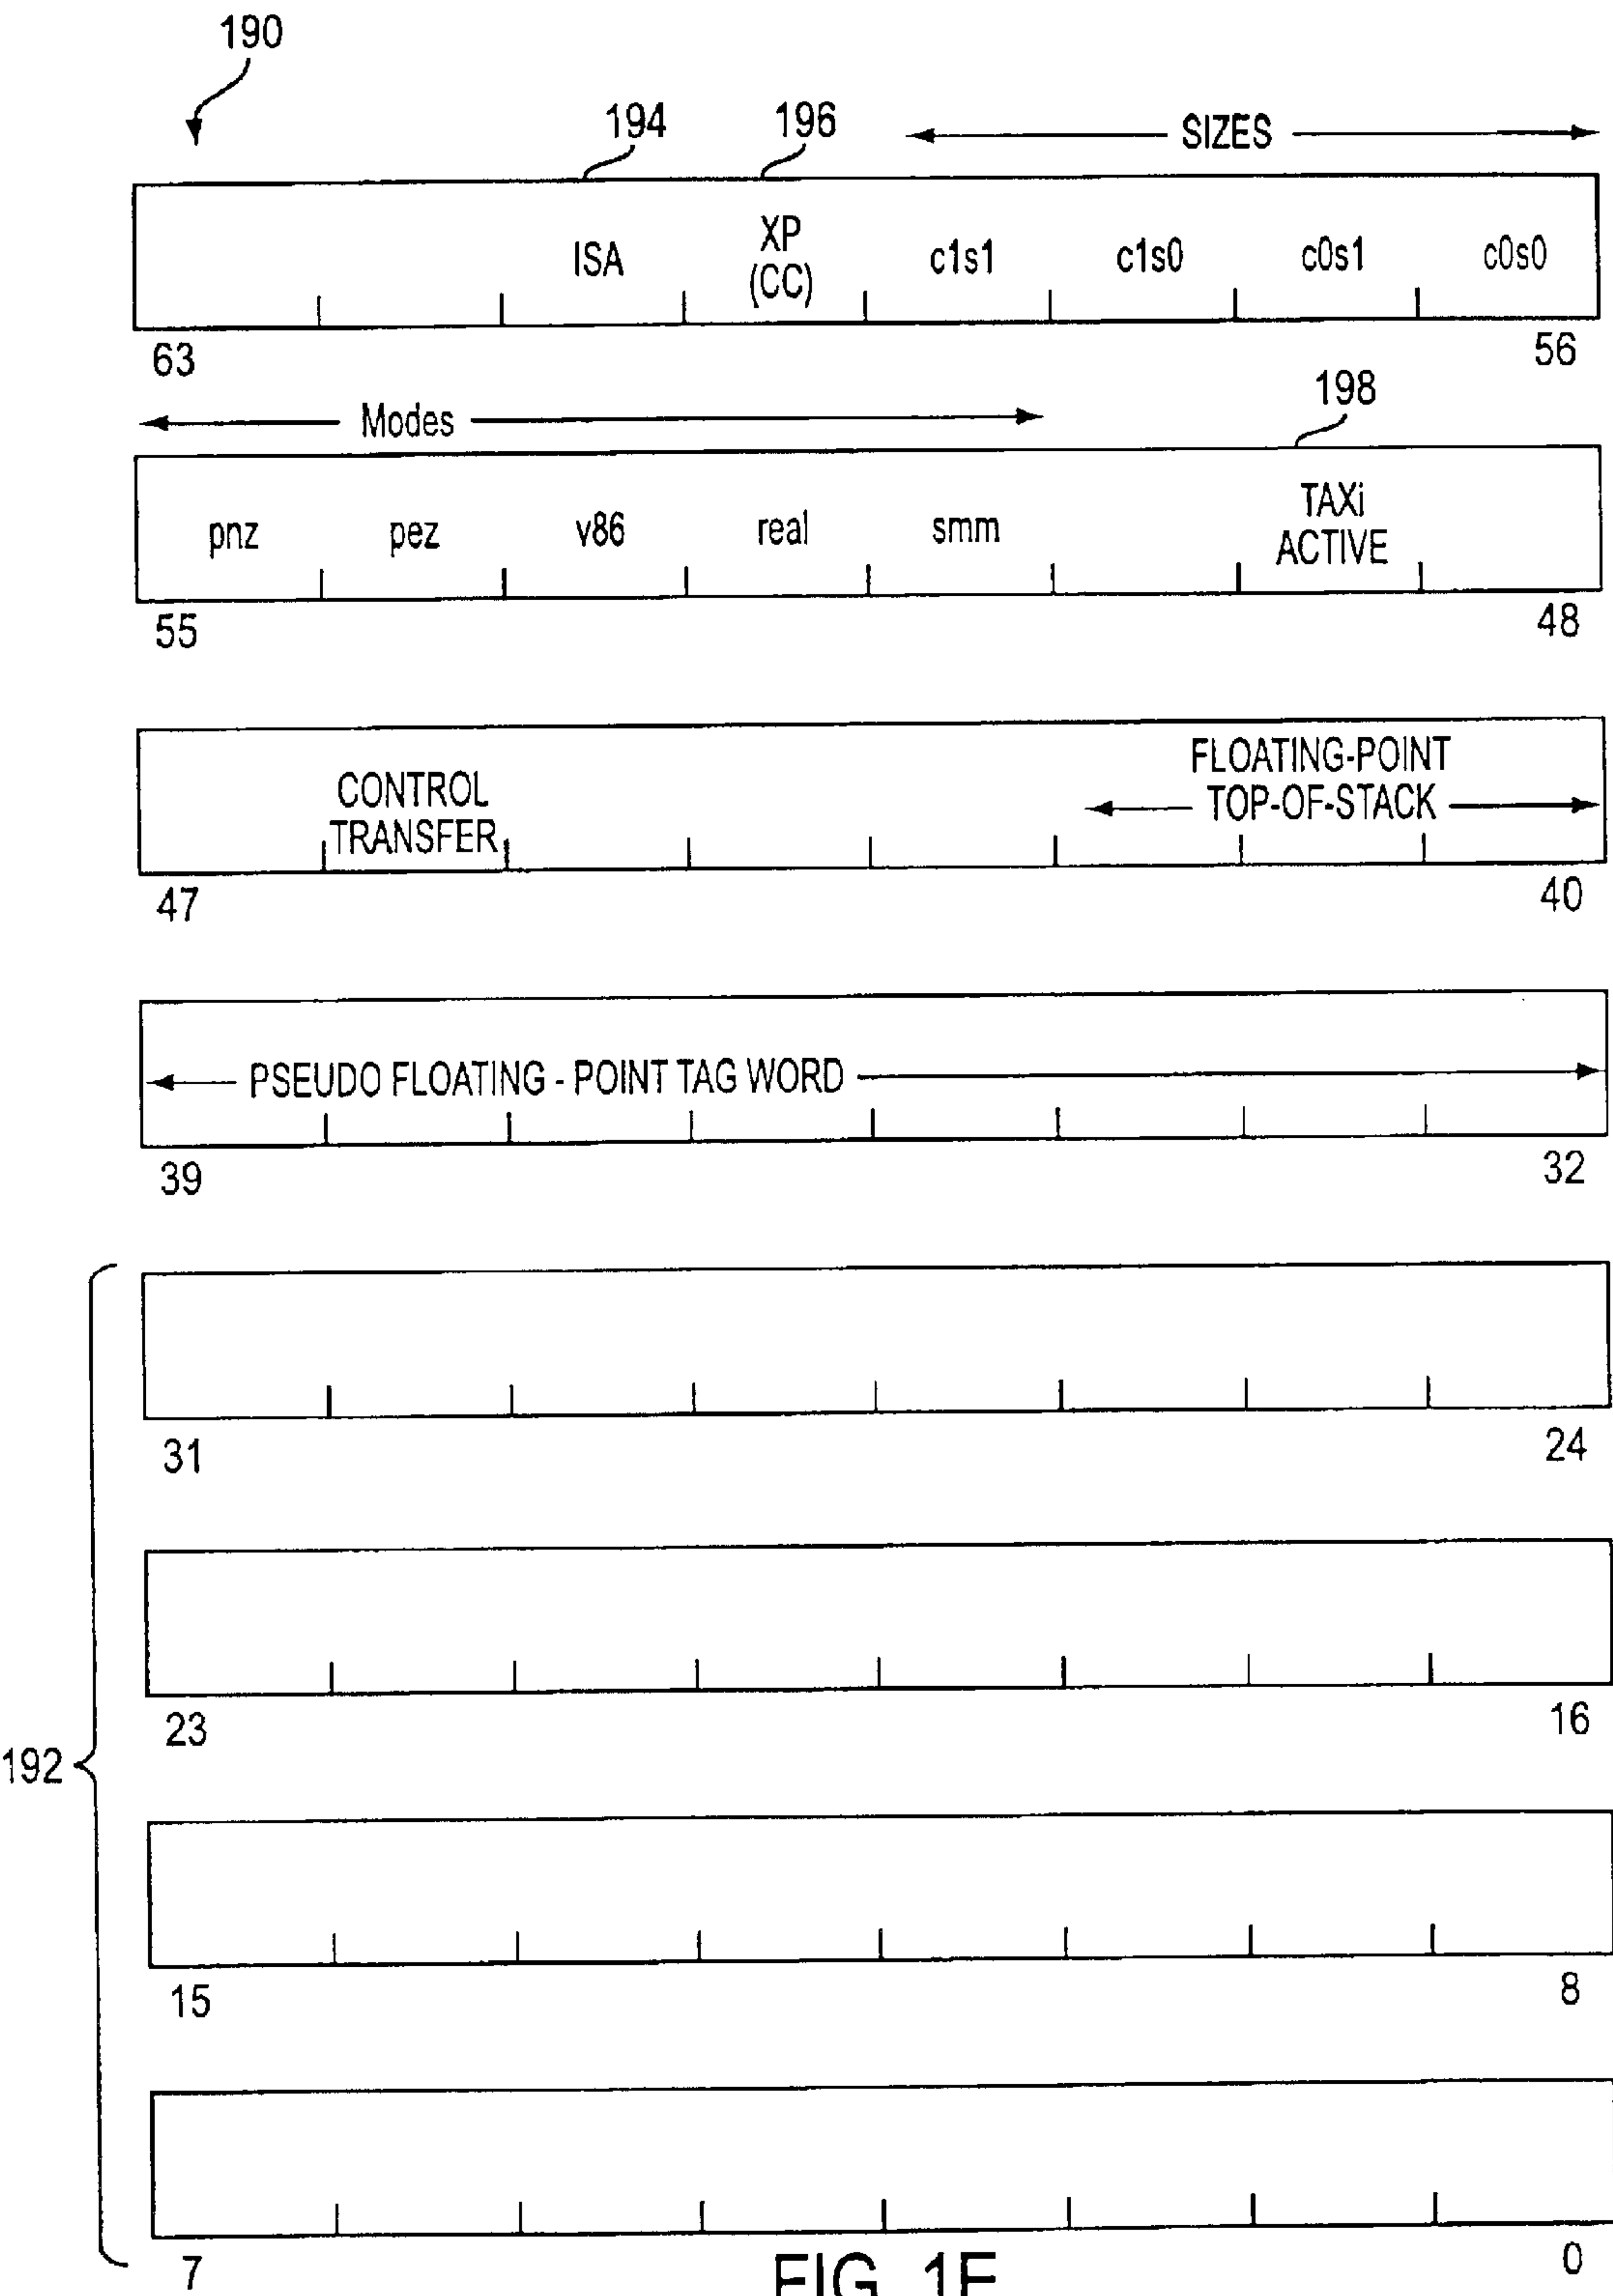 190
194
196
SIZES
ISA
XP
(CC)
c1s1
c1s0
c0s1
c0s0
63
56
Modes
198
pnz
pez
v86
real
smm
TAXi
ACTIVE
55
48
CONTROL
TRANSFER
FLOATING-POINT
TOP-OF-STACK
47
40
PSEUDO FLOATING - POINT TAG WORD
39
32
31
24
23
16
192
15
8
7
0